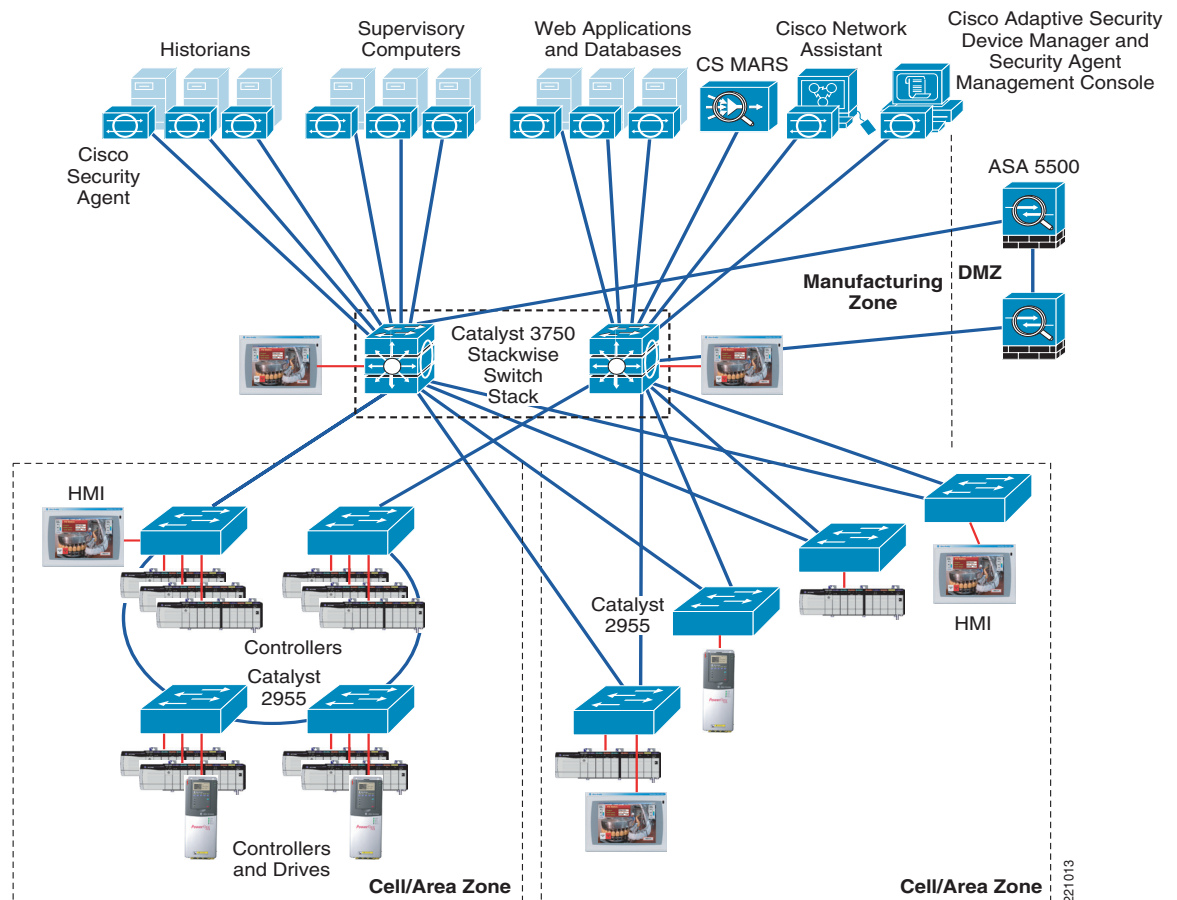 Historians
Supervisory
Computers
Web Applications
and Databases
CS MARS
Cisco Network
Assistant
Cisco Adaptive Security
Device Manager and
Security Agent
Management Console
Cisco
Security
Agent
ASA 5500
Manufacturing
Zone
DMZ
Catalyst 3750
Stackwise
Switch
Stack
HMI
Controllers
Catalyst
2955
Controllers
and Drives
Cell/Area Zone
Catalyst
2955
HMI
Cell/Area Zone
221013